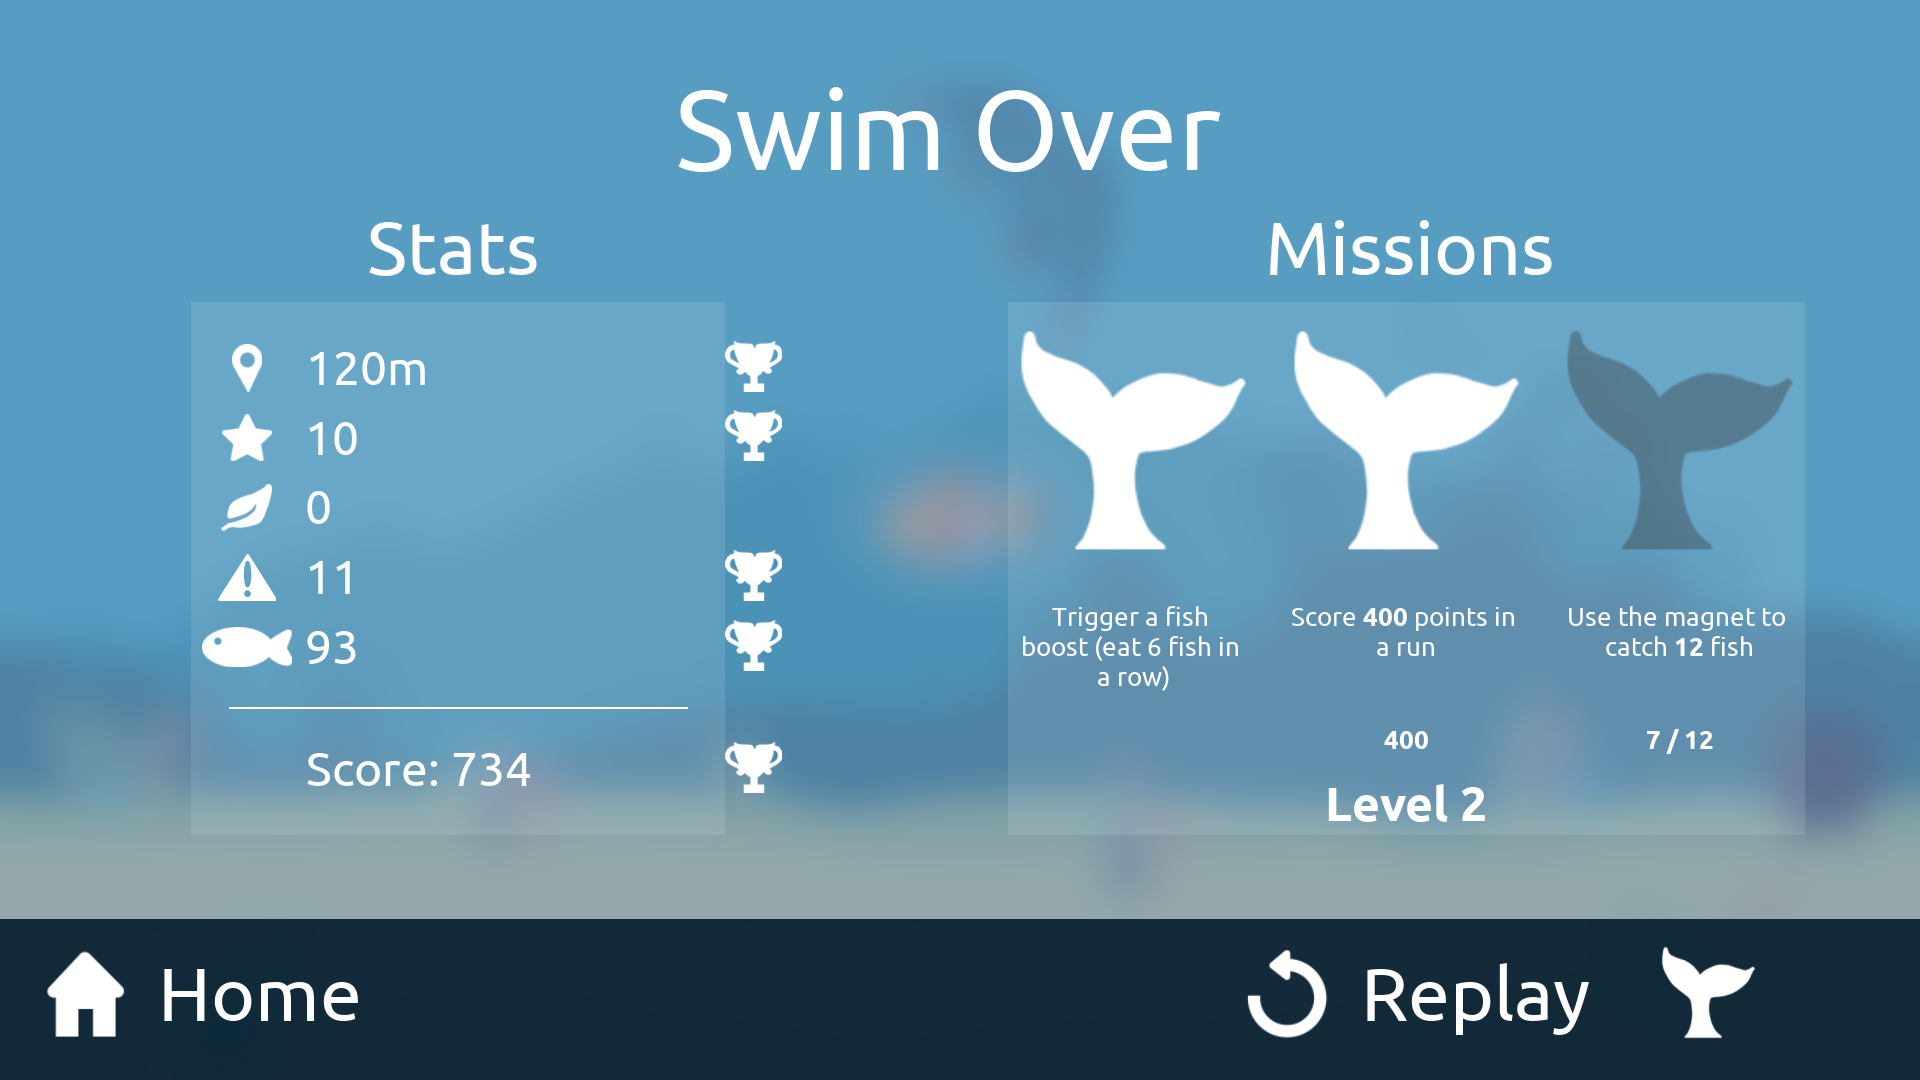 Swim Over
Stats
120m
10
0
11
93
Score: 734
Missions
Trigger a fish
boost (eat 6 fish in
a row)
Score 400 points in
a run
400
Use the magnet to
catch 12 fish
7 / 12
Level 2
Home
Replay